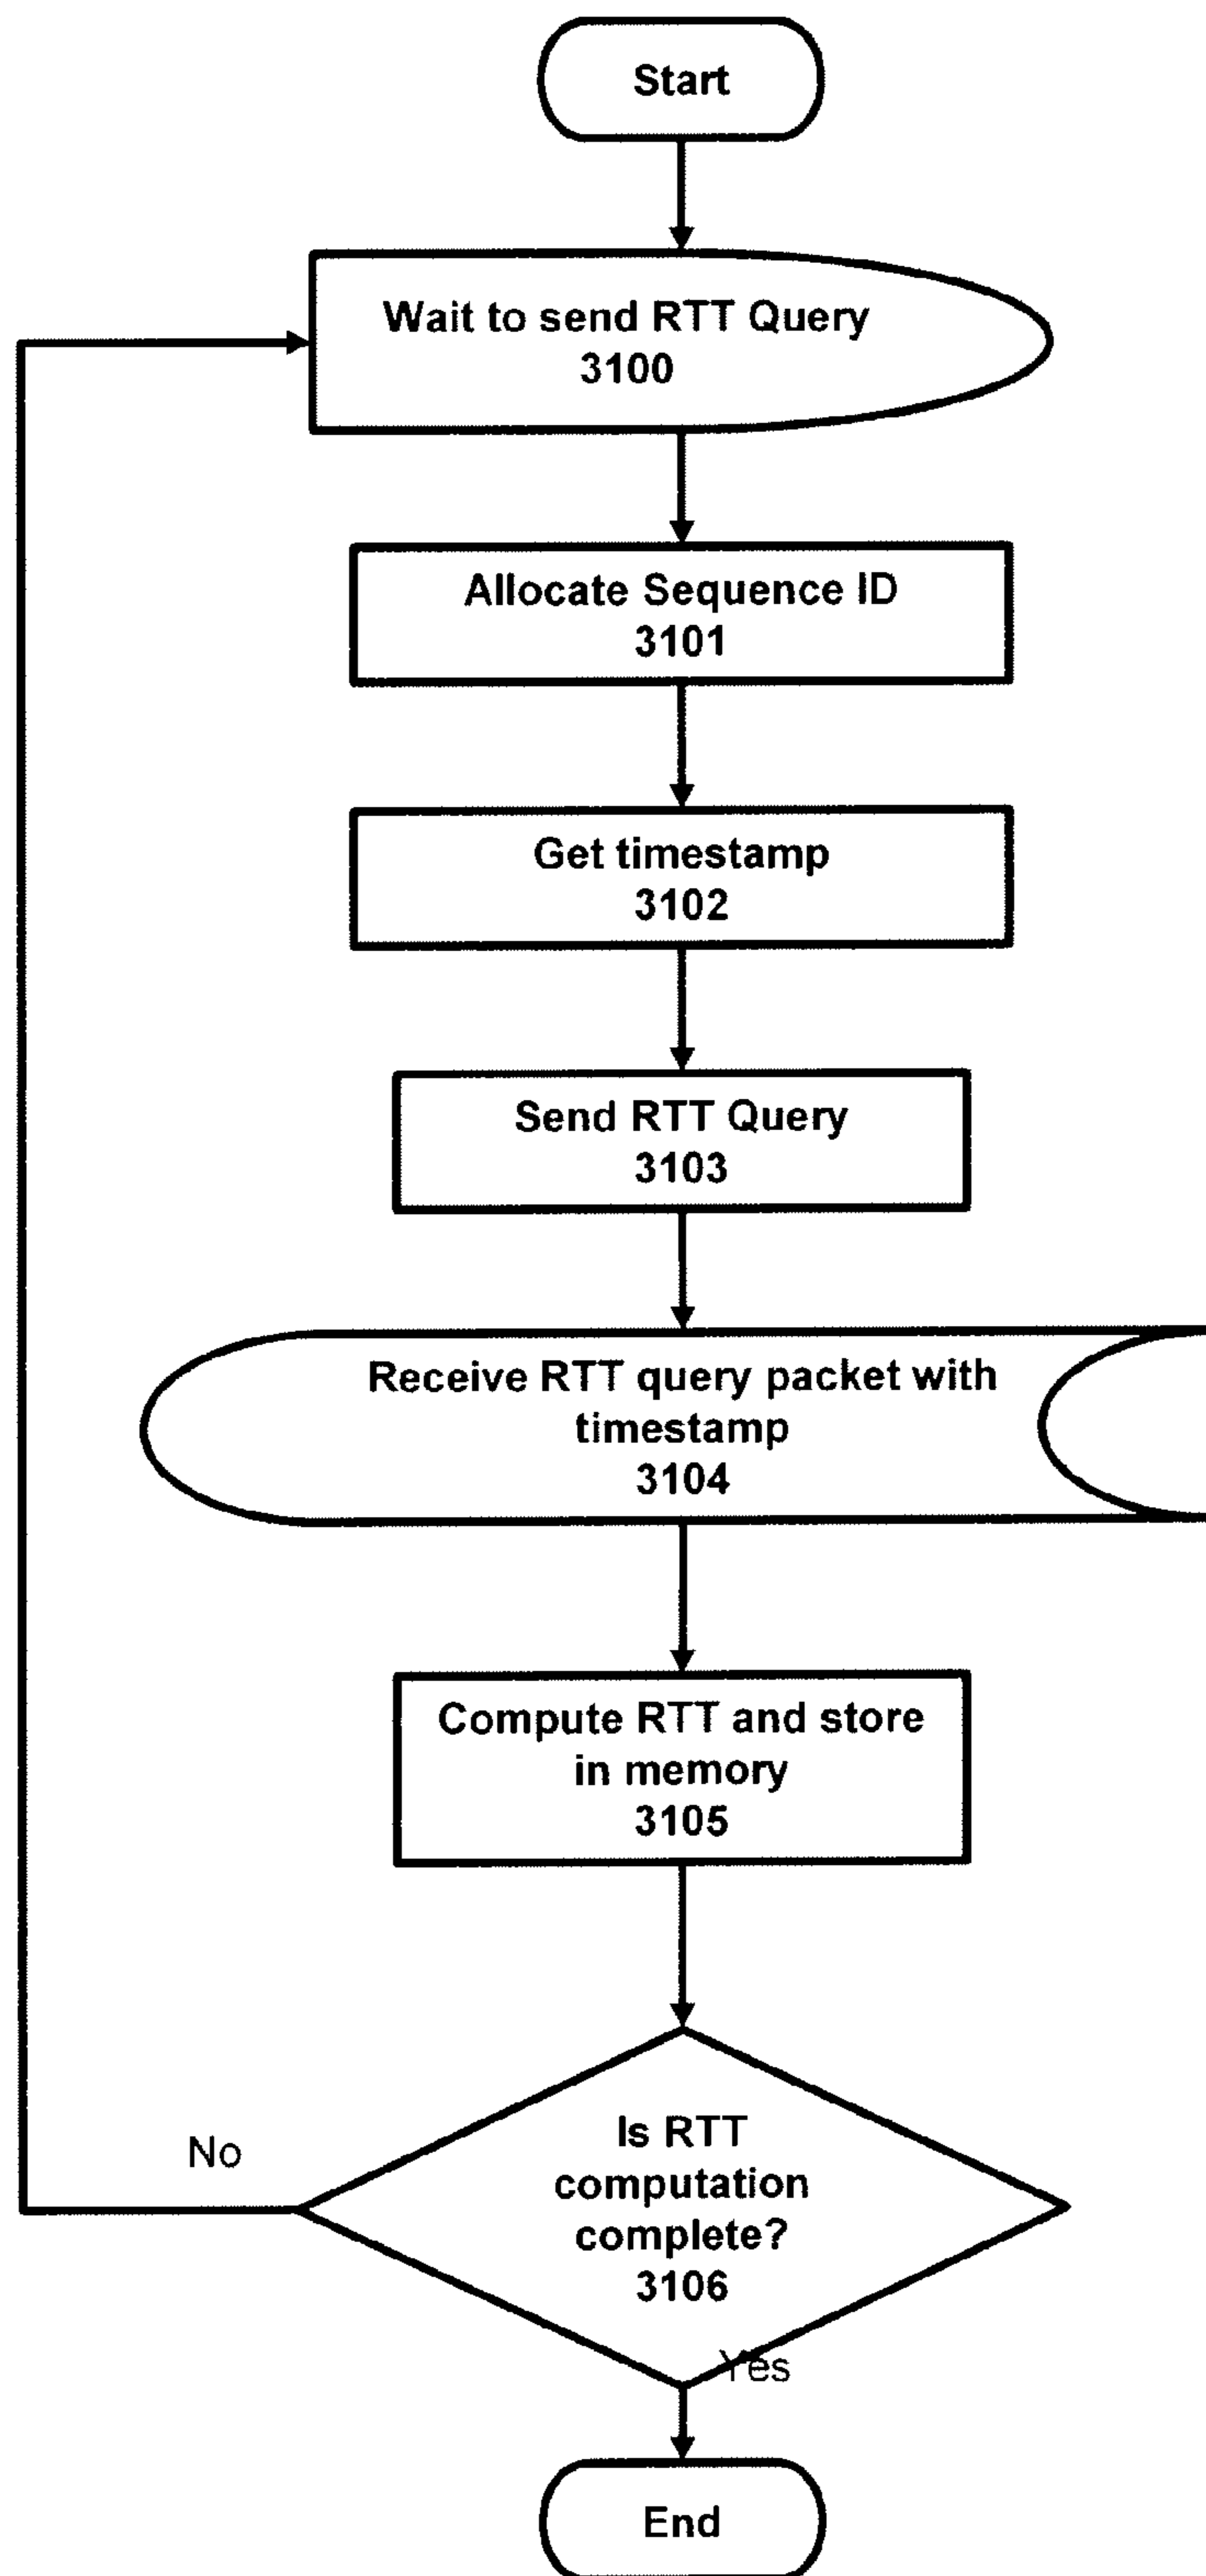 Start
Wait to send RTT Query
3100
Allocate Sequence ID
3101
Get timestamp
3102
Send RTT Query
3103
Receive RTT query packet with
timestamp
3104
Compute RTT and store
in memory
3105
Is RTT
computation
complete?
3106
No
Yes
End